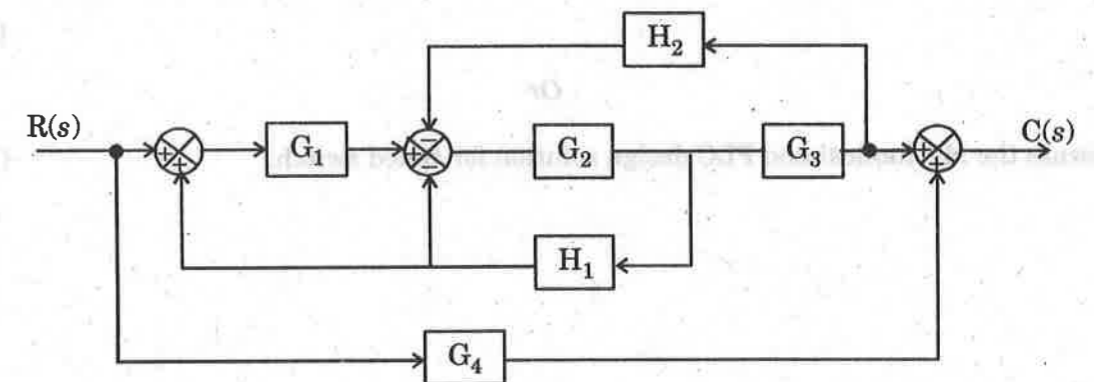 H2
R(s)
+
+
G1
+
−
−
G2
G3
+
+
C(s)
H1
G4
Or